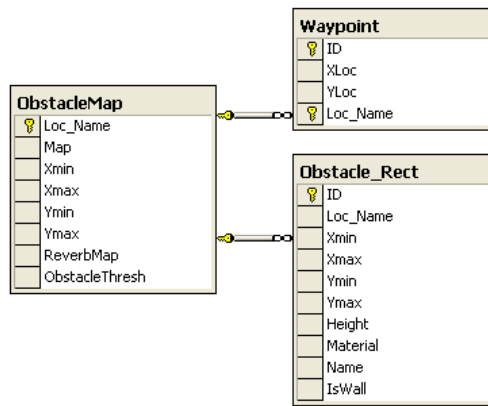 ObstacleMap
Loc_Name
Map
Xmin
Xmax
Ymin
Ymax
ReverbMap
ObstacleThresh
Waypoint
ID
XLoc
YLoc
Loc_Name
Obstacle_Rect
ID
Loc_Name
Xmin
Xmax
Ymin
Ymax
Height
Material
Name
IsWall